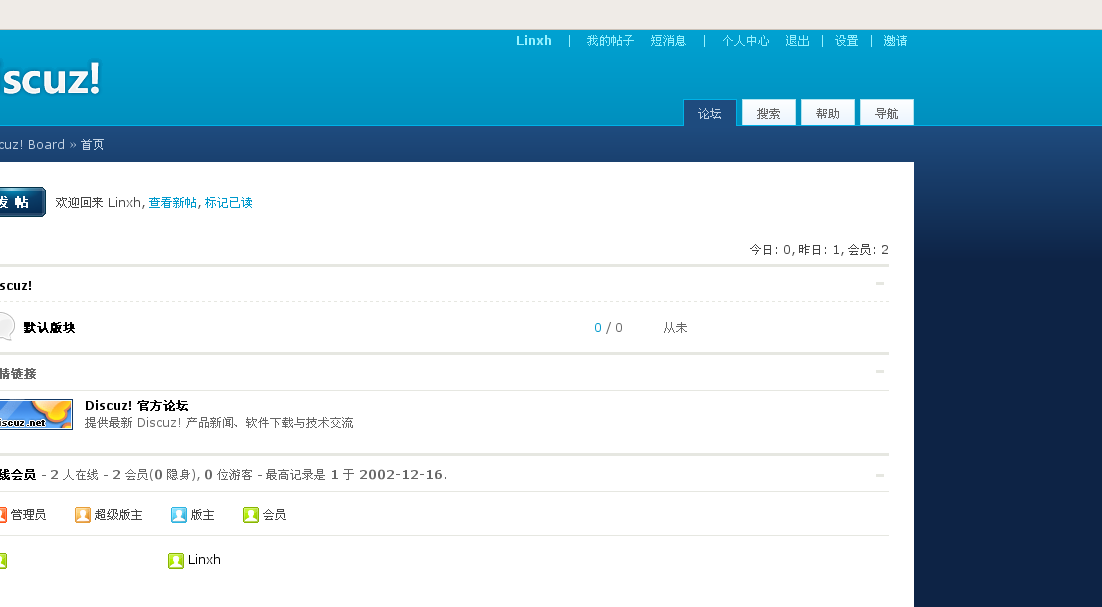 Linxh | 我的帖子 短消息 | 个人中心 退出 | 设置 | 邀请
scuz!
论坛 搜索 帮助 导航
cuz! Board » 首页
发 帖 欢迎回来 Linxh, 查看新帖, 标记已读
今日: 0, 昨日: 1, 会员: 2
scuz!
默认版块 0 / 0 从未
情链接
Discuz! 官方论坛
iscuz.net 提供最新 Discuz! 产品新闻、软件下载与技术交流
线会员 - 2 人在线 - 2 会员(0 隐身), 0 位游客 - 最高记录是 1 于 2002-12-16.
管理员 超级版主 版主 会员
Linxh